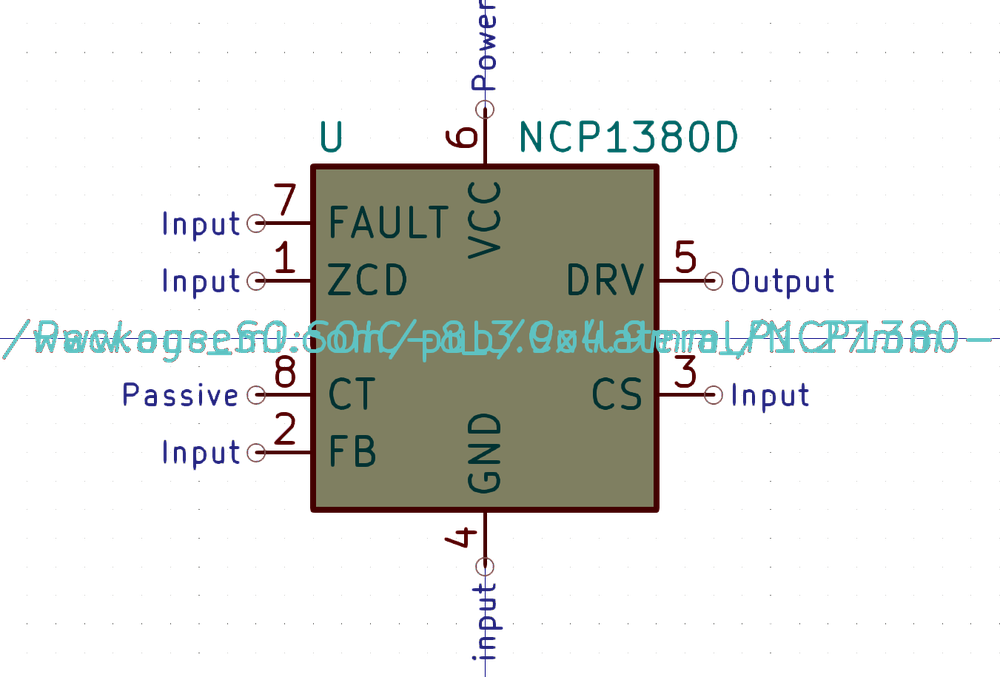 Power
U
6
NCP1380D
VCC
7
Input
FAULT
1
Input
ZCD
5
DRV
Output
8
Passive
CT
3
CS
Input
2
Input
FB
GND
4
input